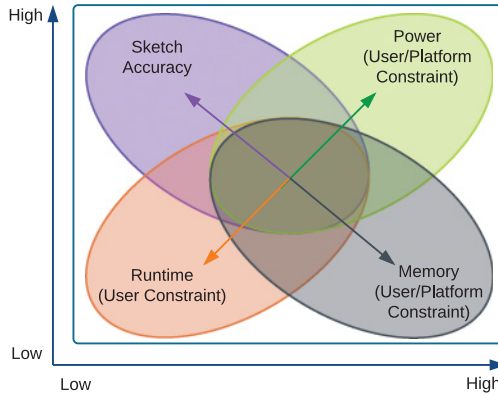 High
Sketch
Accuracy
Power
(User/Platform
Constraint)
Runtime
(User Constraint)
Memory
(User/Platform
Constraint)
Low
Low
High